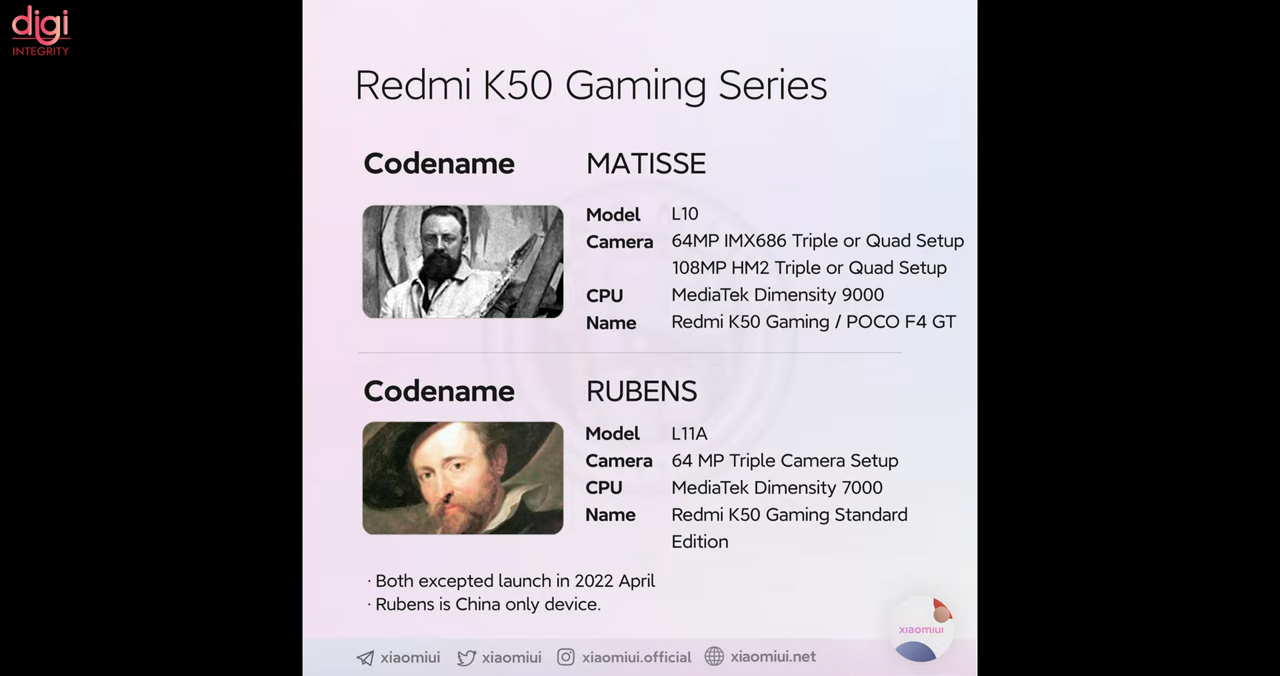 digi
INTEGRITY
Redmi K50 Gaming Series
Codename MATISSE
Model L10
Camera 64MP IMX686 Triple or Quad Setup
108MP HM2 Triple or Quad Setup
CPU MediaTek Dimensity 9000
Name Redmi K50 Gaming / POCO F4 GT
Codename RUBENS
Model L11A
Camera 64 MP Triple Camera Setup
CPU MediaTek Dimensity 7000
Name Redmi K50 Gaming Standard
Edition
· Both excepted launch in 2022 April
· Rubens is China only device.
xiaomiui
xiaomiui xiaomiui xiaomiui.official xiaomiui.net